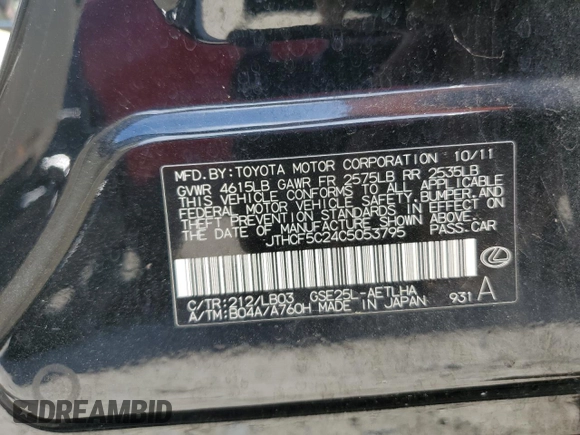 MFD.BY:TOYOTA MOTOR CORPORATION 10/11
GVWR 4615LB GAWR FR 2575LB RR 2535LB
THIS VEHICLE CONFORMS TO ALL APPLICABLE
FEDERAL MOTOR VEHICLE SAFETY, BUMPER, AND
THEFT PREVENTION STANDARDS IN EFFECT ON
THE DATE OF MANUFACTURE SHOWN ABOVE.
JTHCF5C24C5053795 PASS.CAR
C/TR:212/LB03 GSE25L-AETLHA
A/TM:B04A/A760H MADE IN JAPAN 931 A
DREAMBID